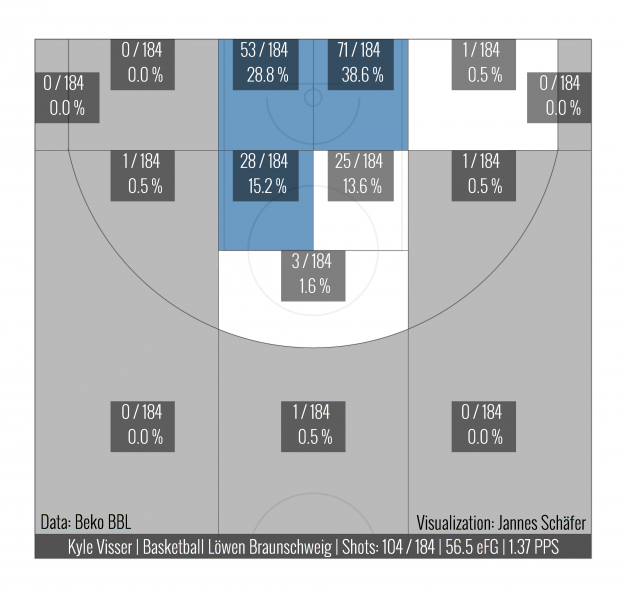 0 / 184
0.0 %
53 / 184
28.8 %
71 / 184
38.6 %
1 / 184
0.5 %
0 / 184
0.0 %
0 / 184
0.0 %
1 / 184
0.5 %
28 / 184
15.2 %
25 / 184
13.6 %
1 / 184
0.5 %
3 / 184
1.6 %
0 / 184
0.0 %
1 / 184
0.5 %
0 / 184
0.0 %
Data: Beko BBL
Visualization: Jannes Schäfer
Kyle Visser | Basketball Löwen Braunschweig | Shots: 104 / 184 | 56.5 eFG | 1.37 PPS